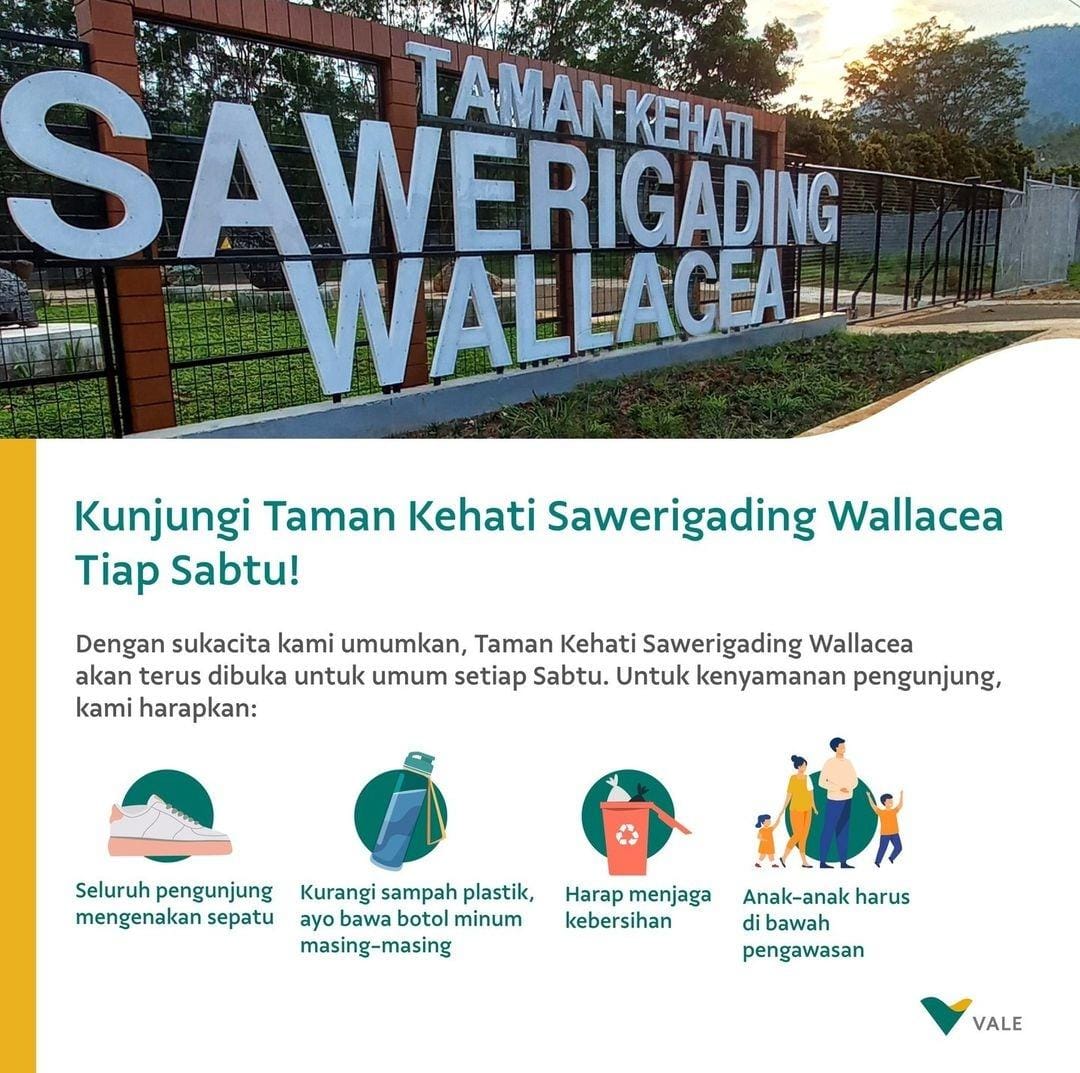 TAMAN KEHATI
SAWERIGADING
WALLACEA
Kunjungi Taman Kehati Sawerigading Wallacea
Tiap Sabtu!
Dengan sukacita kami umumkan, Taman Kehati Sawerigading Wallacea
akan terus dibuka untuk umum setiap Sabtu. Untuk kenyamanan pengunjung,
kami harapkan:
Seluruh pengunjung
mengenakan sepatu
Kurangi sampah plastik,
ayo bawa botol minum
masing-masing
Harap menjaga
kebersihan
Anak-anak harus
di bawah
pengawasan
VALE